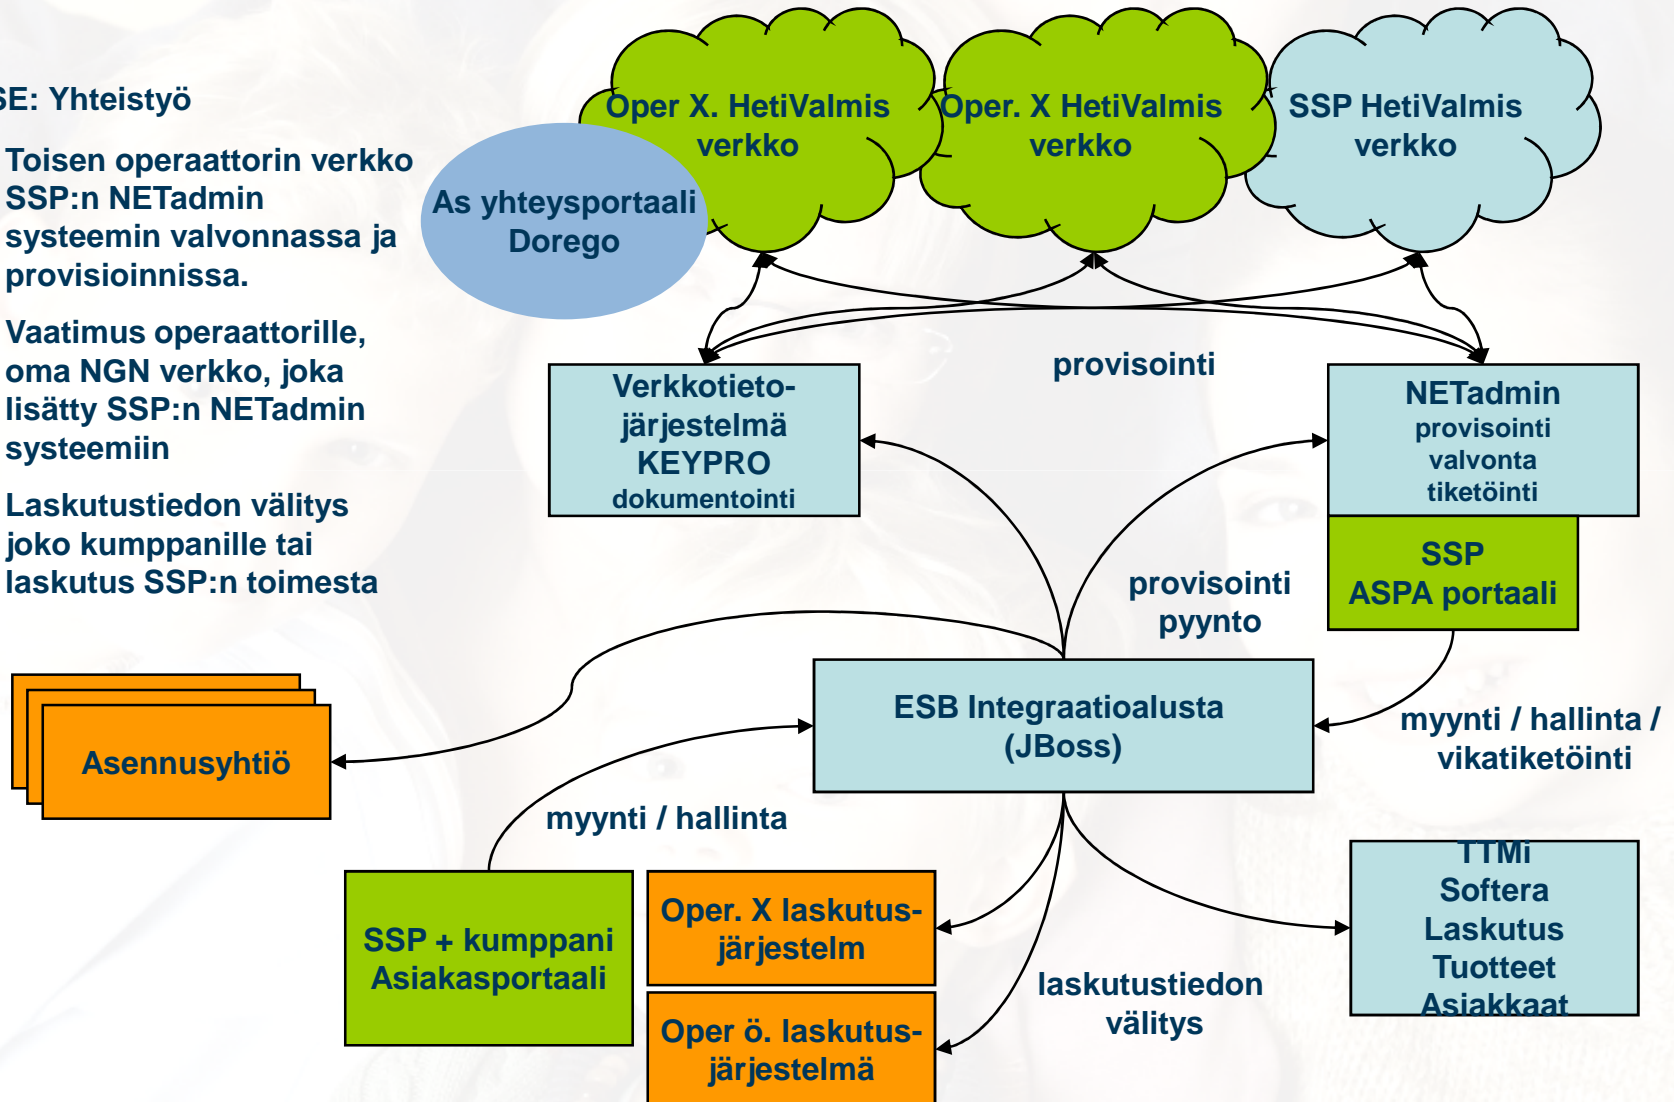 SE: Yhteistyö
Toisen operaattorin verkko
SSP:n NETadmin
systeemin valvonnassa ja
provisioinnissa.
Vaatimus operaattorille,
oma NGN verkko, joka
lisätty SSP:n NETadmin
systeemiin
Laskutustiedon välitys
joko kumppanille tai
laskutus SSP:n toimesta
Oper X. HetiValmis
verkko
Oper. X HetiValmis
verkko
SSP HetiValmis
verkko
As yhteysportaali
Dorego
provisointi
Verkkotieto-
järjestelmä
KEYPRO
dokumentointi
NETadmin
provisointi
valvonta
tiketöinti
SSP
ASPA portaali
provisointi
pyynto
ESB Integraatioalusta
(JBoss)
myynti / hallinta /
vikatiketöinti
Asennusyhtiö
myynti / hallinta
SSP + kumppani
Asiakasportaali
Oper. X laskutus-
järjestelm
Oper ö. laskutus-
järjestelmä
laskutustiedon
välitys
TTMi
Softera
Laskutus
Tuotteet
Asiakkaat